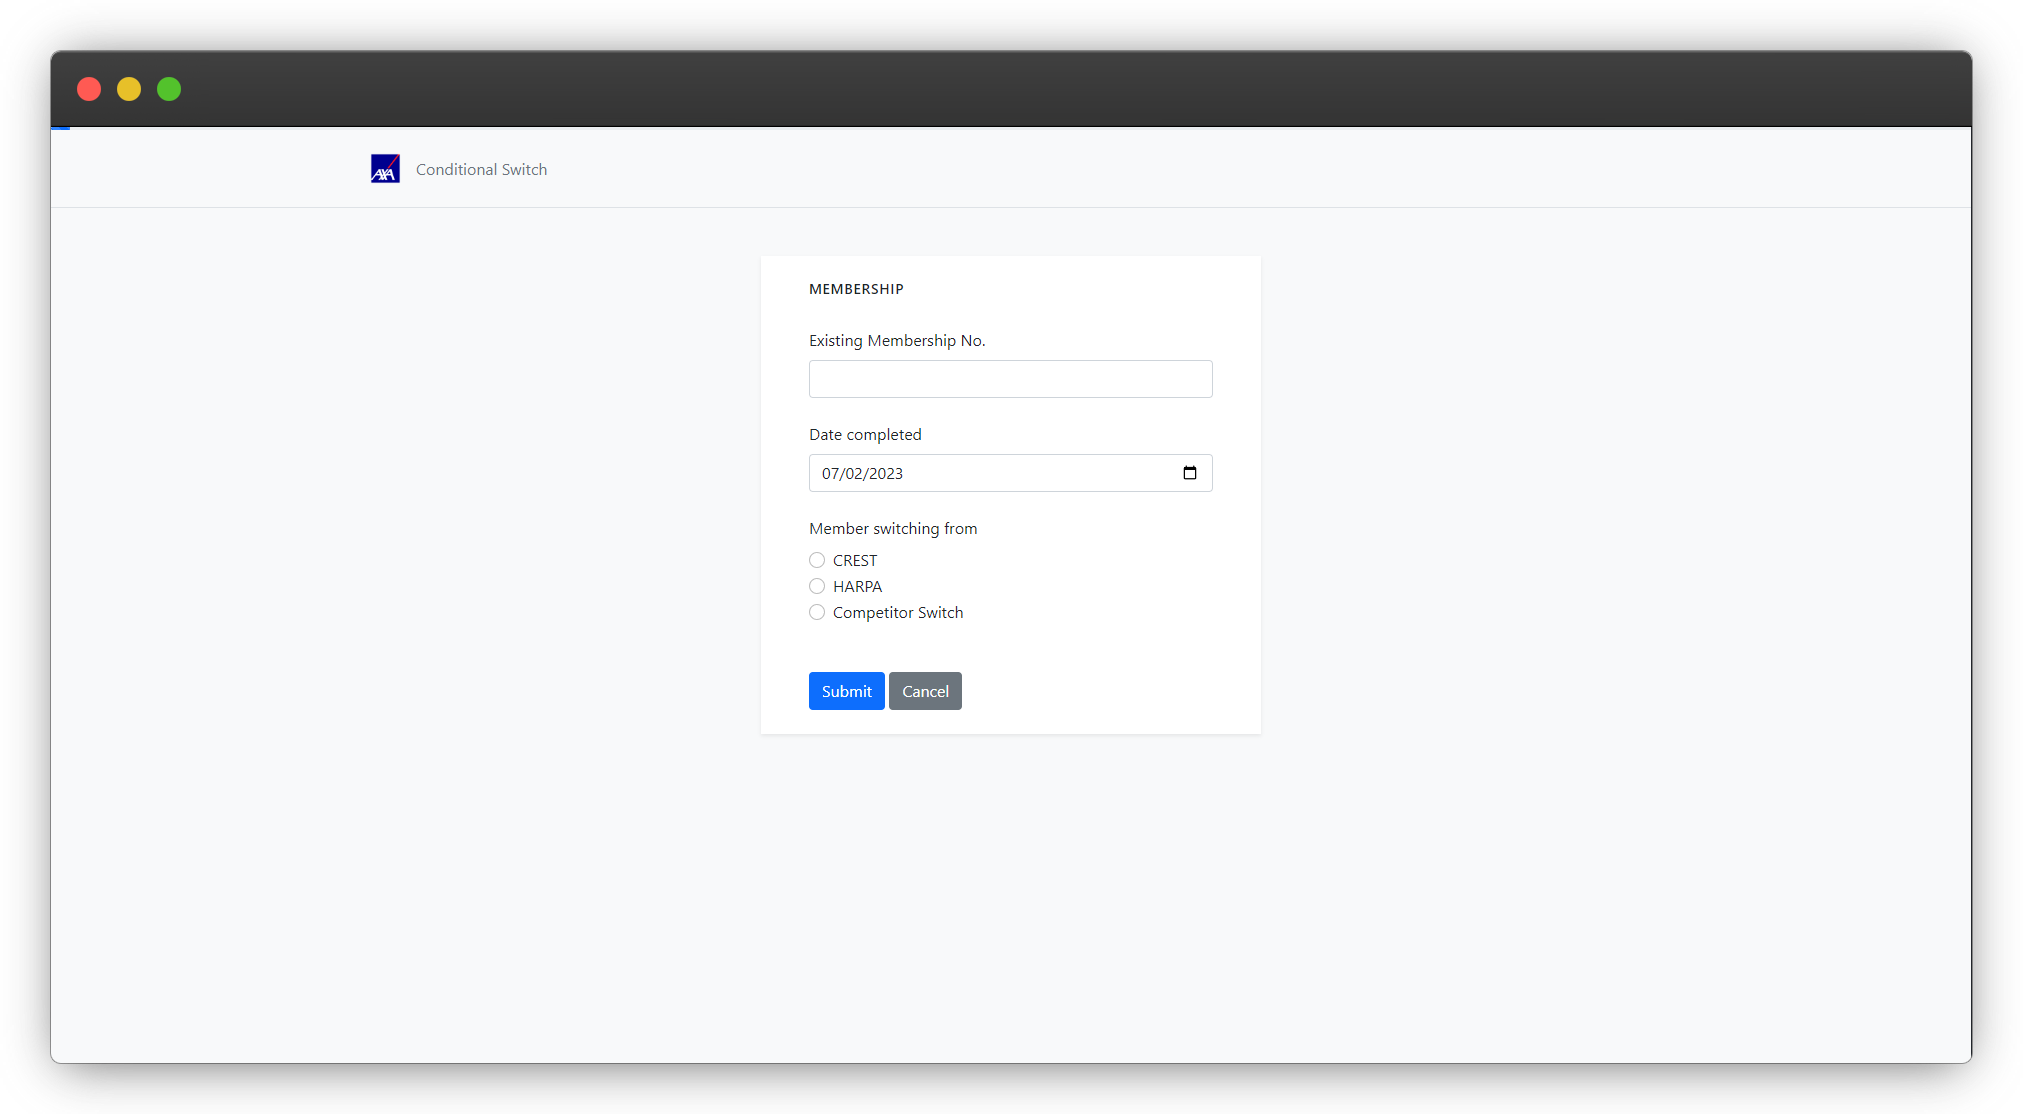 AXA
Conditional Switch
MEMBERSHIP
Existing Membership No.
Date completed
07/02/2023
Member switching from
CREST
HARPA
Competitor Switch
Submit
Cancel